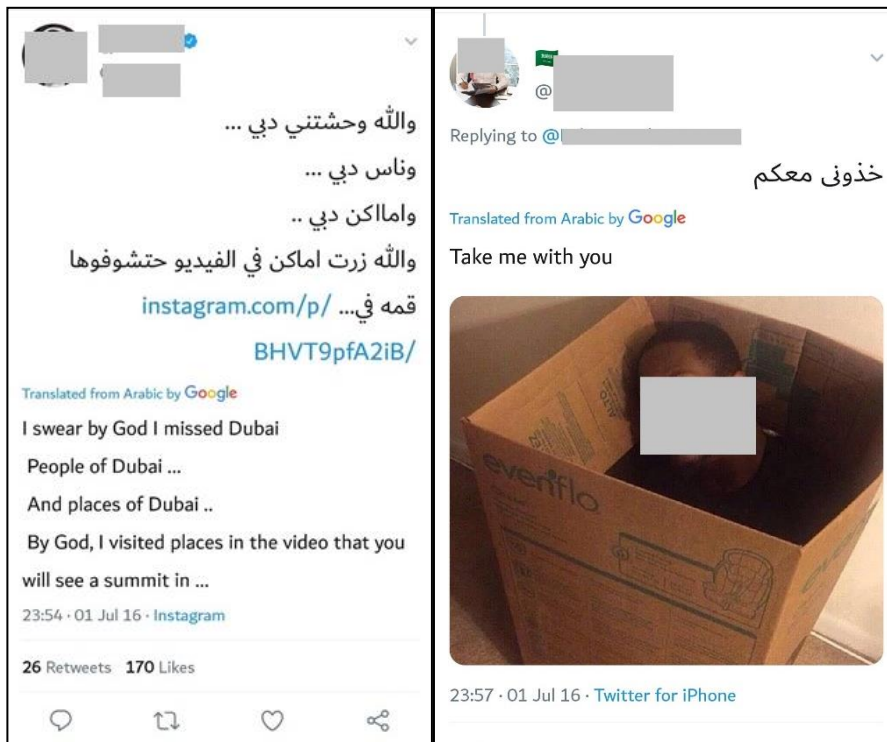 والله وحشتني دبي ...
وناس دبي ...
وامااكن دبي ..
والله زرت اماكن في الفيديو حتشوفوها
قمه في... instagram.com/p/
BHVT9pfA2iB/
Translated from Arabic by Google
I swear by God I missed Dubai
People of Dubai ...
And places of Dubai ..
By God, I visited places in the video that you
will see a summit in ...
23:54 · 01 Jul 16 · Instagram
26 Retweets 170 Likes
@
Replying to @
خذونى معكم
Translated from Arabic by Google
Take me with you
evenflo
23:57 · 01 Jul 16 · Twitter for iPhone